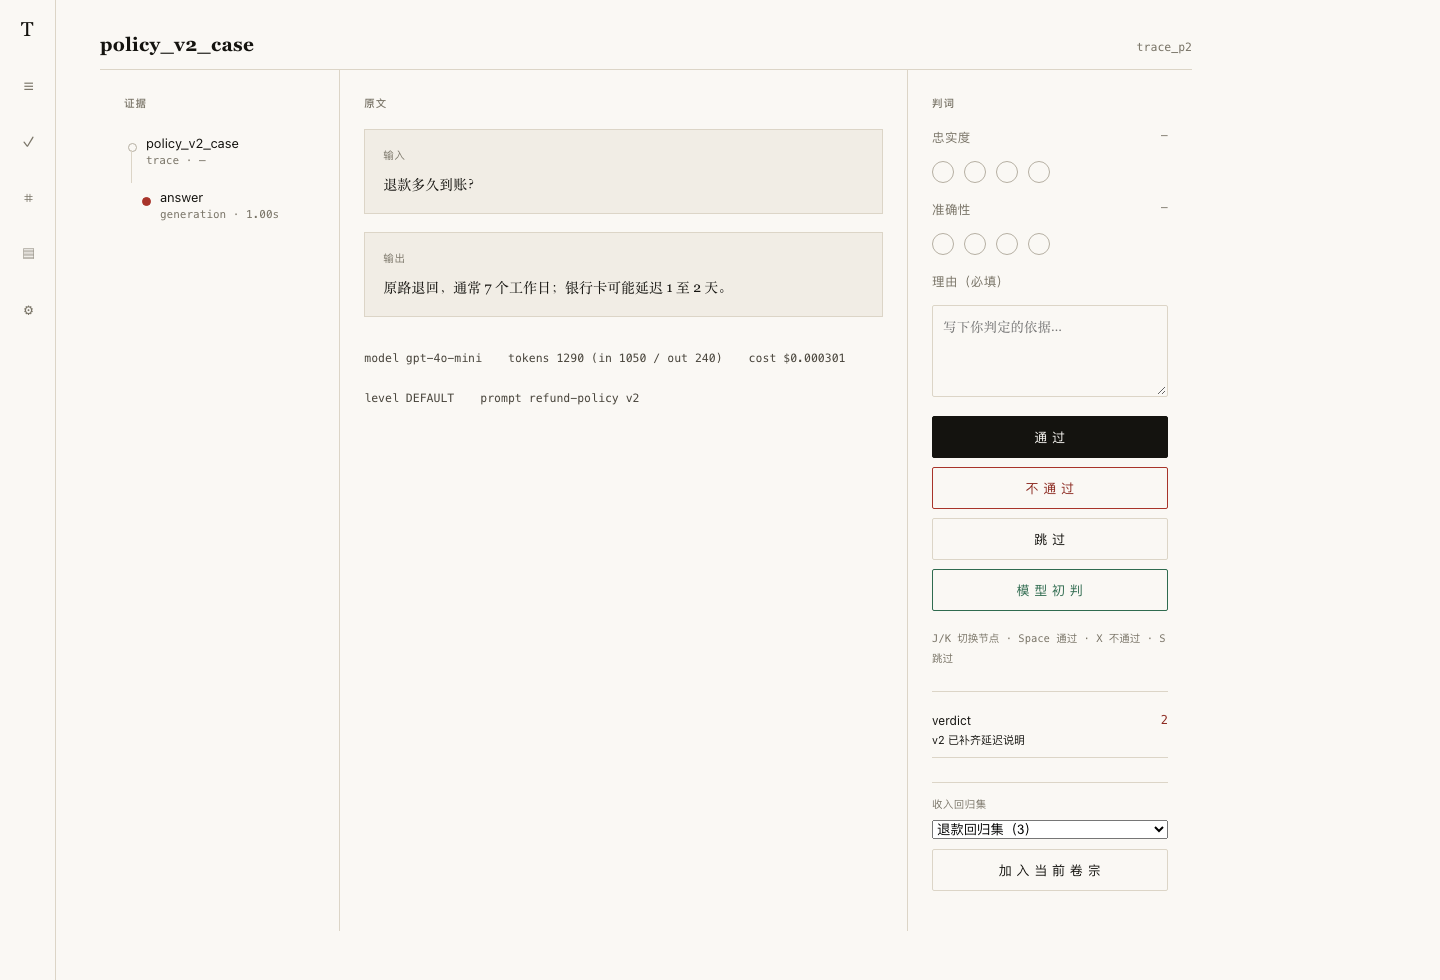 T
policy_v2_case
trace_p2
证据
policy_v2_case
trace · —
answer
generation · 1.00s
原文
输入
退款多久到账?
输出
原路退回，通常 7 个工作日；银行卡可能延迟 1 至 2 天。
model gpt-4o-mini tokens 1290 (in 1050 / out 240) cost $0.000301
level DEFAULT prompt refund-policy v2
判词
忠实度 —
准确性 —
理由（必填）
写下你判定的依据...
通过
不通过
跳过
模型初判
J/K 切换节点 · Space 通过 · X 不通过 · S
跳过
verdict 2
v2 已补齐延迟说明
收入回归集
退款回归集（3）
加入当前卷宗